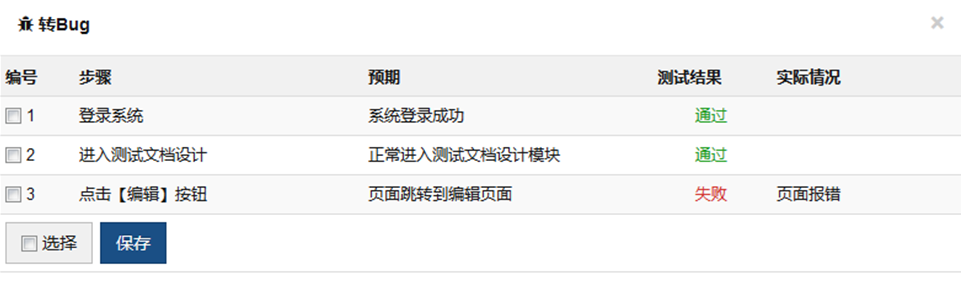 转Bug
编号 步骤 预期 测试结果 实际情况
1 登录系统 系统登录成功 通过
2 进入测试文档设计 正常进入测试文档设计模块 通过
3 点击【编辑】按钮 页面跳转到编辑页面 失败 页面报错
选择 保存